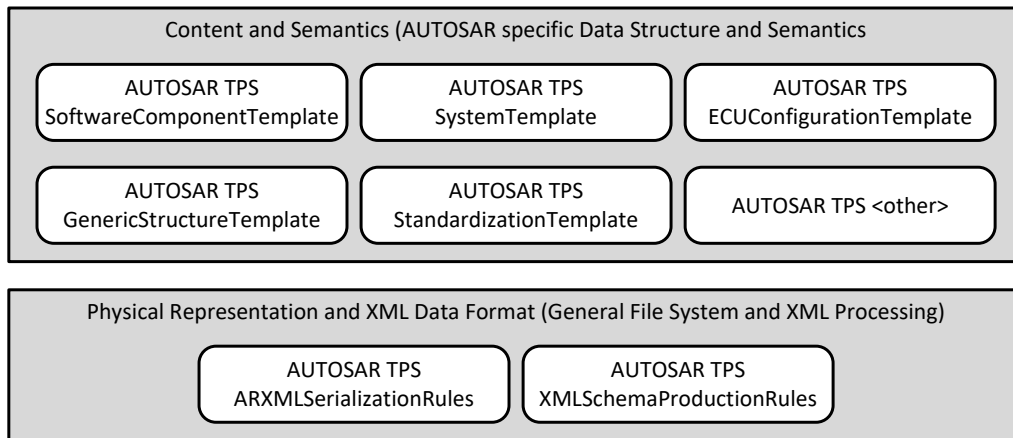 Content and Semantics (AUTOSAR specific Data Structure and Semantics
AUTOSAR TPS
SoftwareComponentTemplate
AUTOSAR TPS
SystemTemplate
AUTOSAR TPS
ECUConfigurationTemplate
AUTOSAR TPS
GenericStructureTemplate
AUTOSAR TPS
StandardizationTemplate
AUTOSAR TPS <other>
Physical Representation and XML Data Format (General File System and XML Processing)
AUTOSAR TPS
ARXMLSerializationRules
AUTOSAR TPS
XMLSchemaProductionRules